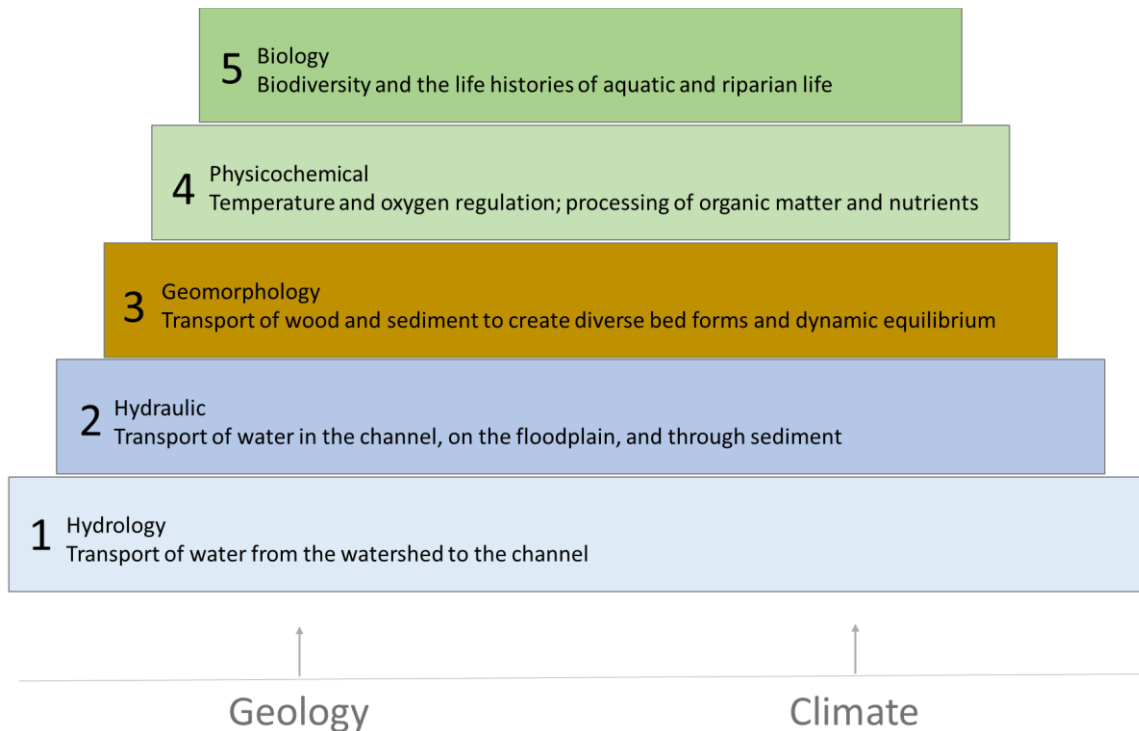 5
Biology
Biodiversity and the life histories of aquatic and riparian life
4
Physicochemical
Temperature and oxygen regulation; processing of organic matter and nutrients
3
Geomorphology
Transport of wood and sediment to create diverse bed forms and dynamic equilibrium
2
Hydraulic
Transport of water in the channel, on the floodplain, and through sediment
1
Hydrology
Transport of water from the watershed to the channel
Geology
Climate